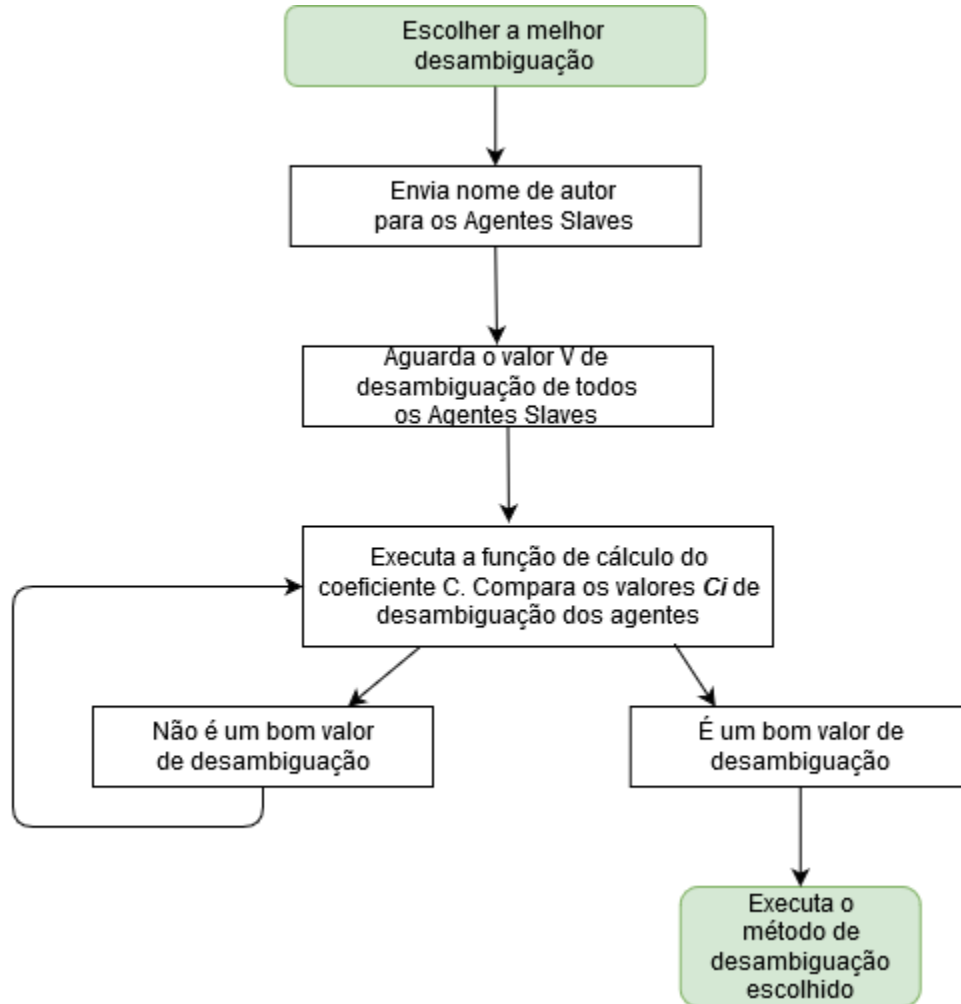 Escolher a melhor
desambiguação
Envia nome de autor
para os Agentes Slaves
Aguarda o valor V de
desambiguação de todos
os Agentes Slaves
Executa a função de cálculo do
coeficiente C. Compara os valores Ci de
desambiguação dos agentes
Não é um bom valor
de desambiguação
É um bom valor de
desambiguação
Executa o
método de
desambiguação
escolhido